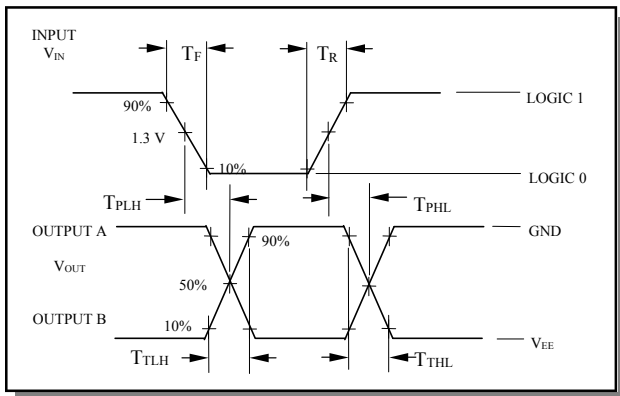 INPUT
VIN
TF
TR
90%
LOGIC 1
1.3 V
10%
LOGIC 0
TPLH
TPHL
OUTPUT A
90%
GND
VOUT
50%
OUTPUT B
10%
VEE
TTLH
TTHL